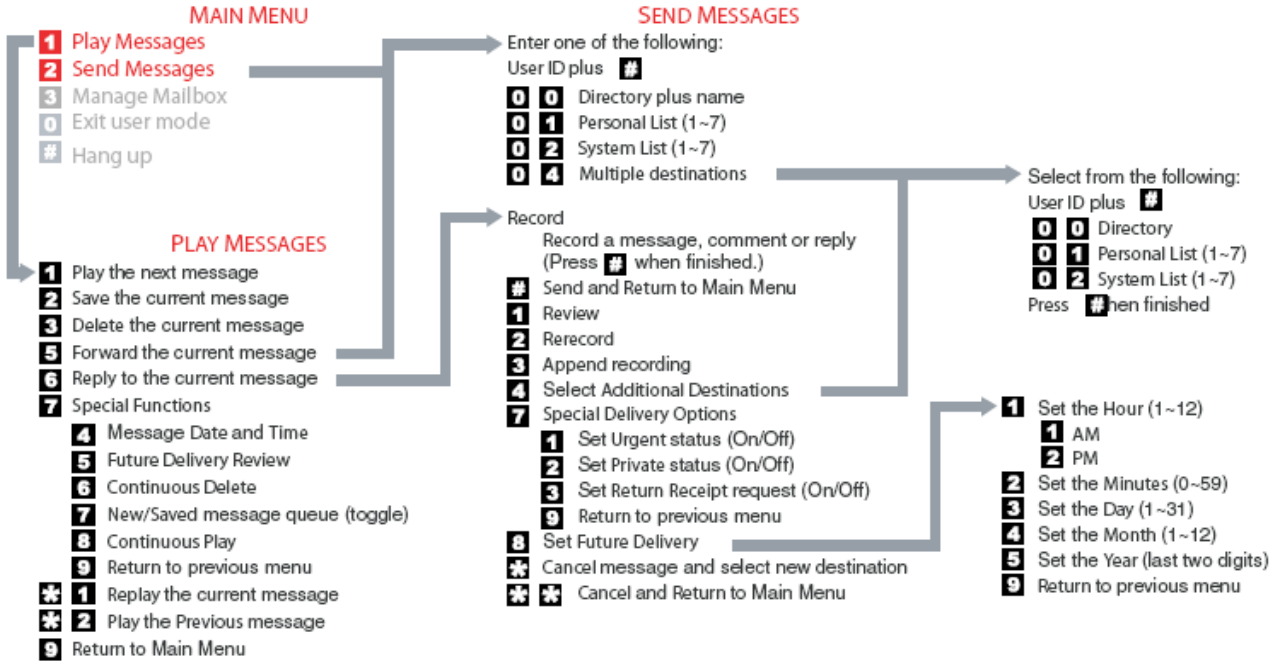 MAIN MENU
1 Play Messages
2 Send Messages
3 Manage Mailbox
0 Exit user mode
# Hang up
PLAY MESSAGES
1 Play the next message
2 Save the current message
3 Delete the current message
5 Forward the current message
6 Reply to the current message
7 Special Functions
4 Message Date and Time
5 Future Delivery Review
6 Continuous Delete
7 New/Saved message queue (toggle)
8 Continuous Play
9 Return to previous menu
* 1 Replay the current message
* 2 Play the Previous message
9 Return to Main Menu
SEND MESSAGES
Enter one of the following:
User ID plus #
0 0 Directory plus name
0 1 Personal List (1~7)
0 2 System List (1~7)
0 4 Multiple destinations
Record
Record a message, comment or reply
(Press # when finished.)
# Send and Return to Main Menu
1 Review
2 Rerecord
3 Append recording
4 Select Additional Destinations
7 Special Delivery Options
1 Set Urgent status (On/Off)
2 Set Private status (On/Off)
3 Set Return Receipt request (On/Off)
9 Return to previous menu
8 Set Future Delivery
* Cancel message and select new destination
* * Cancel and Return to Main Menu
Select from the following:
User ID plus #
0 0 Directory
0 1 Personal List (1~7)
0 2 System List (1~7)
Press #hen finished
1 Set the Hour (1~12)
1 AM
2 PM
2 Set the Minutes (0~59)
3 Set the Day (1~31)
4 Set the Month (1~12)
5 Set the Year (last two digits)
9 Return to previous menu